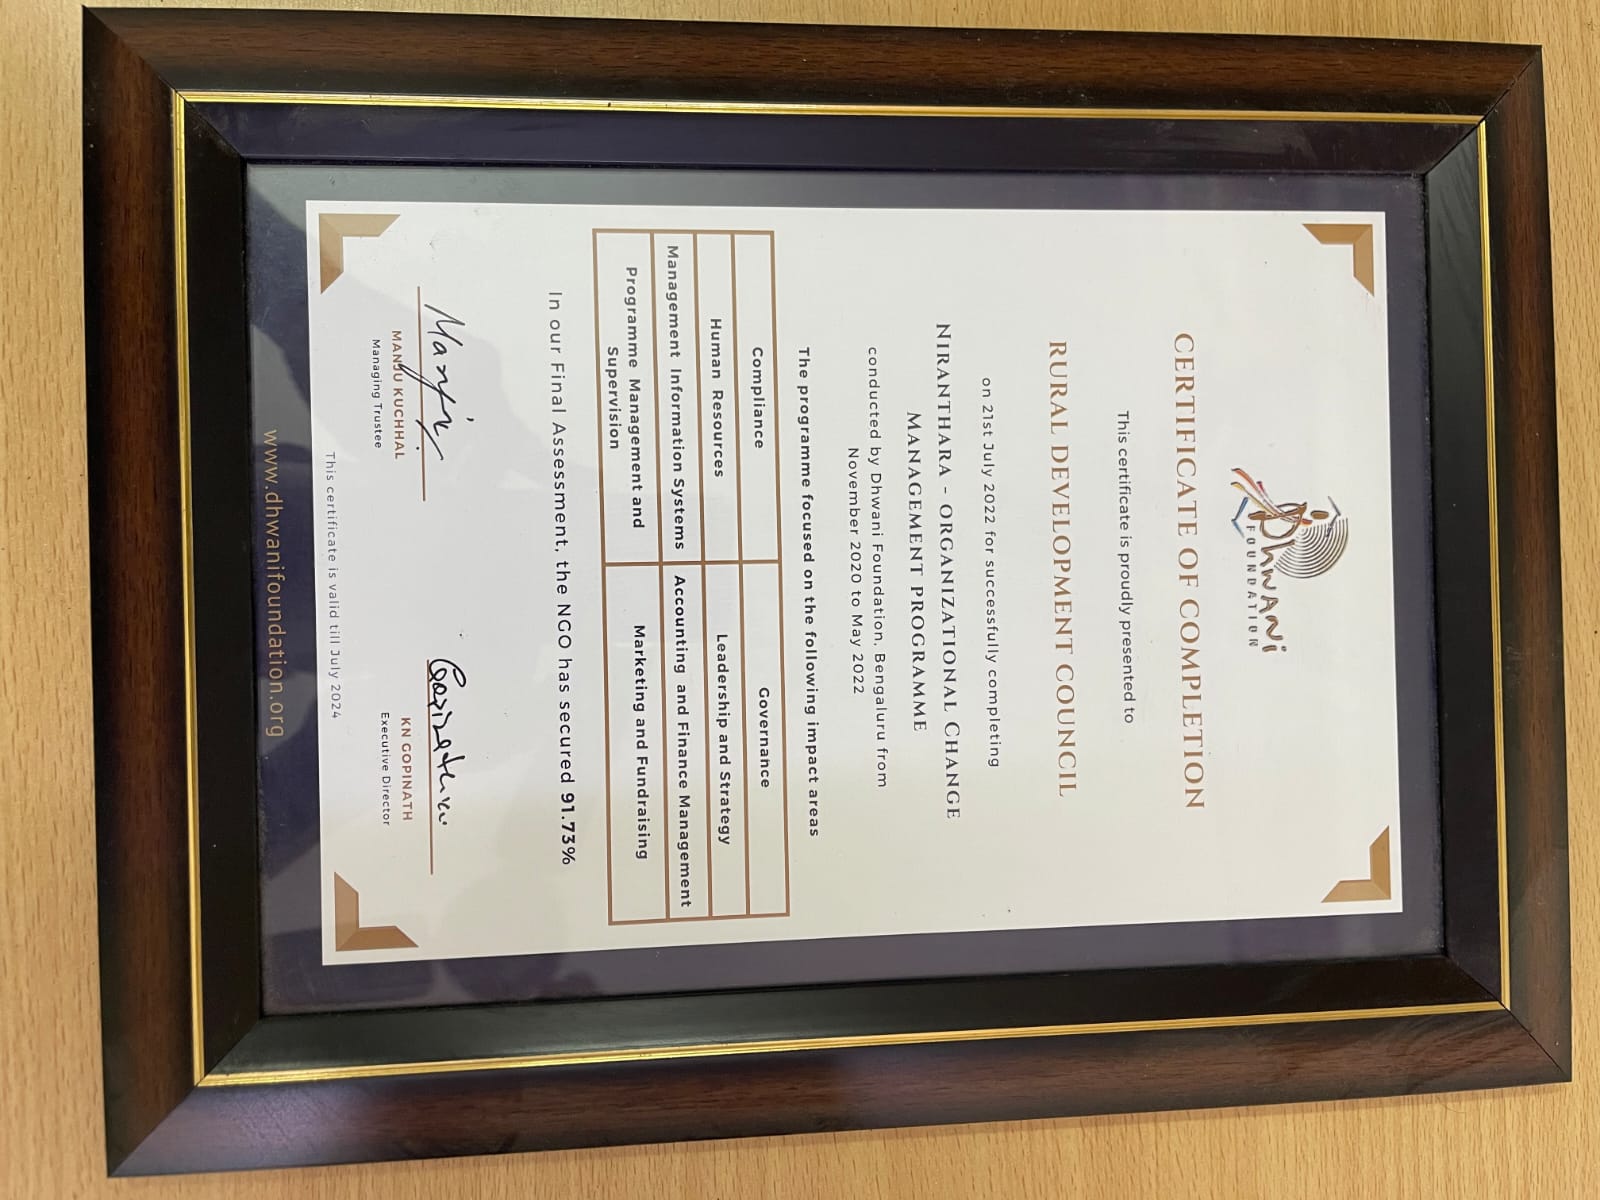 Dhwani
FOUNDATION
CERTIFICATE OF COMPLETION
This certificate is proudly presented to
RURAL DEVELOPMENT COUNCIL
on 21st July 2022 for successfully completing
NIRANTHARA - ORGANIZATIONAL CHANGE
MANAGEMENT PROGRAMME
conducted by Dhwani Foundation, Bengaluru from
November 2020 to May 2022
The programme focused on the following impact areas
Compliance Governance
Human Resources Leadership and Strategy
Management Information Systems Accounting and Finance Management
Programme Management and Marketing and Fundraising
Supervision
In our Final Assessment, the NGO has secured 91.73%
Manju
Gopinath
MANJU KUCHHAL KN GOPINATH
Managing Trustee Executive Director
This certificate is valid till July 2024
www.dhwanifoundation.org